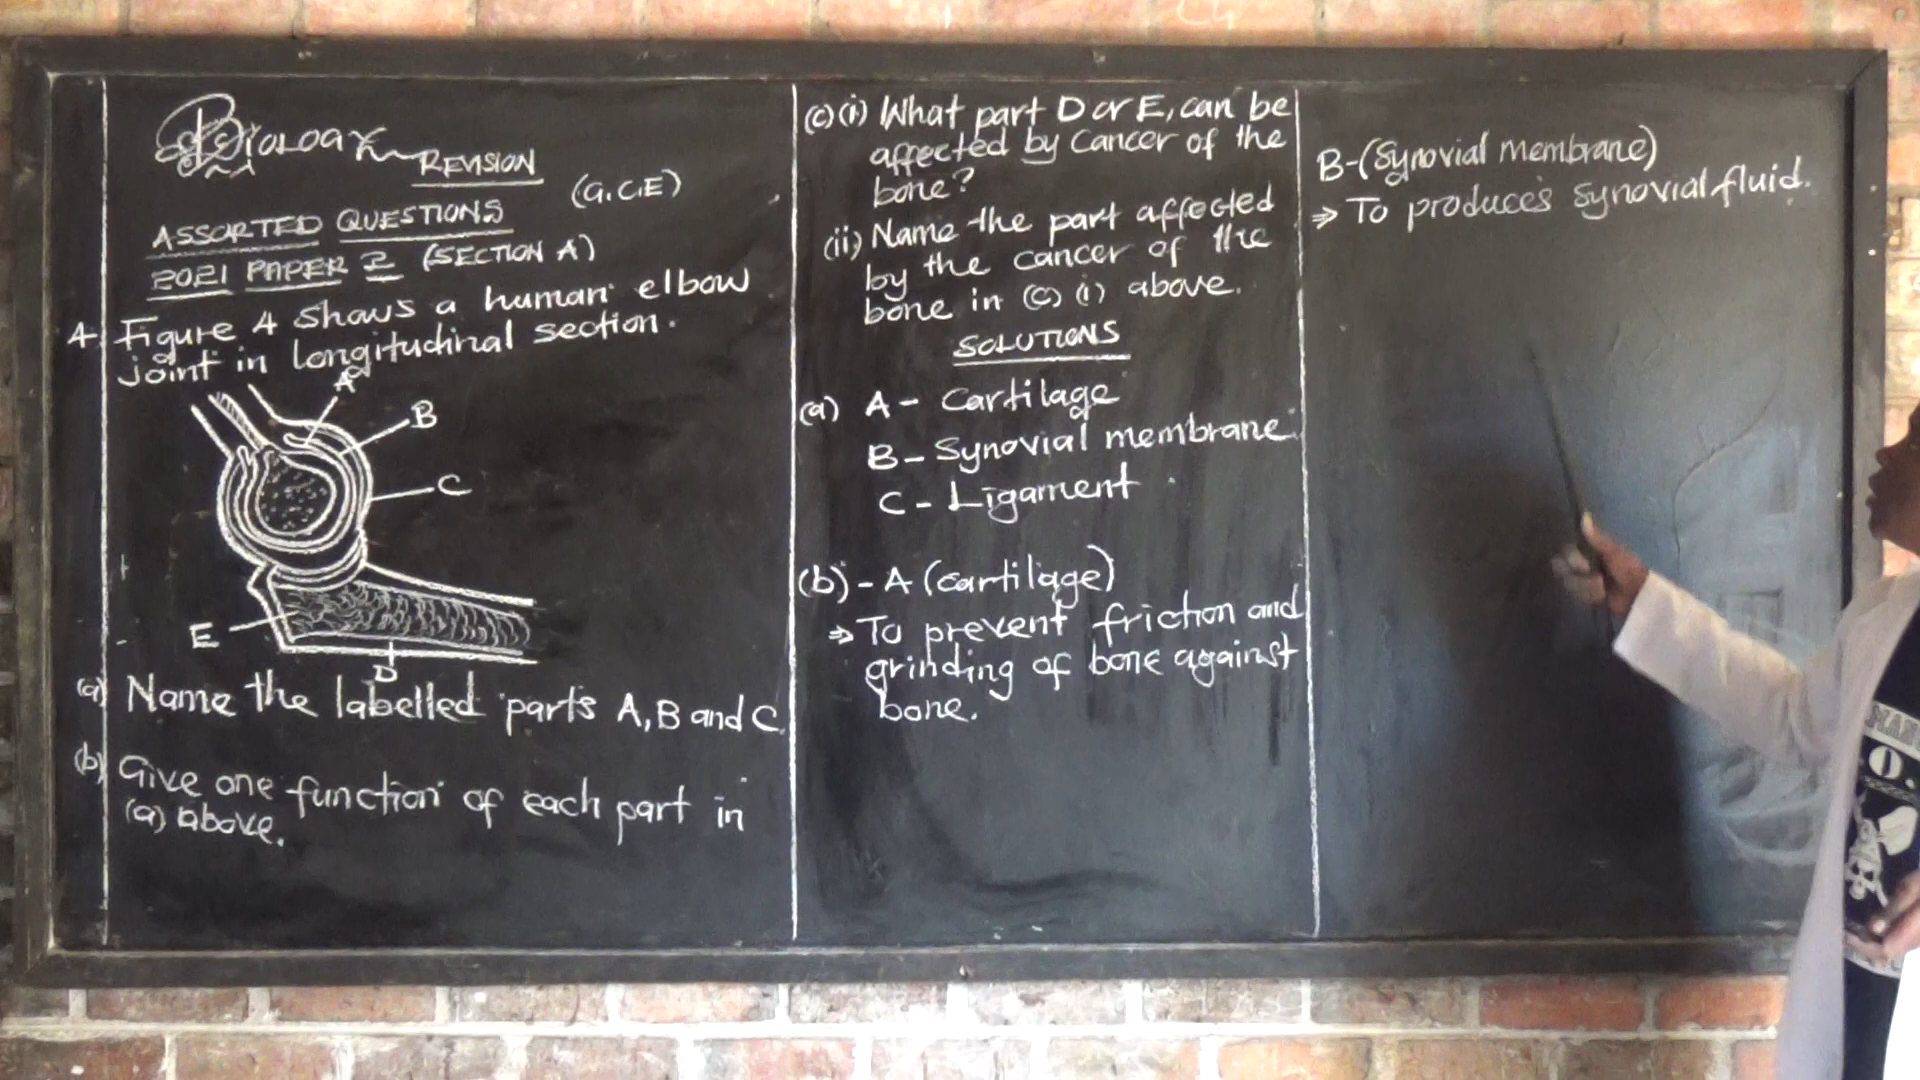 Biology
REVISION
(G.C.E)
ASSORTED QUESTIONS
2021 PAPER 2 (SECTION A)
4. Figure 4 shows a human elbow
joint in longitudinal section.
A
B
C
E
D
(a) Name the labelled parts A, B and C
(b) Give one function of each part in
(a) above.
(c) (i) What part D or E, can be
affected by cancer of the
bone?
(ii) Name the part affected
by the cancer of the
bone in (c) (i) above.
SOLUTIONS
(a) A - Cartilage
B - Synovial membrane
C - Ligament
(b) - A (cartilage)
⇒ To prevent friction and
grinding of bone against
bone.
B - (Synovial membrane)
⇒ To produces synovial fluid.